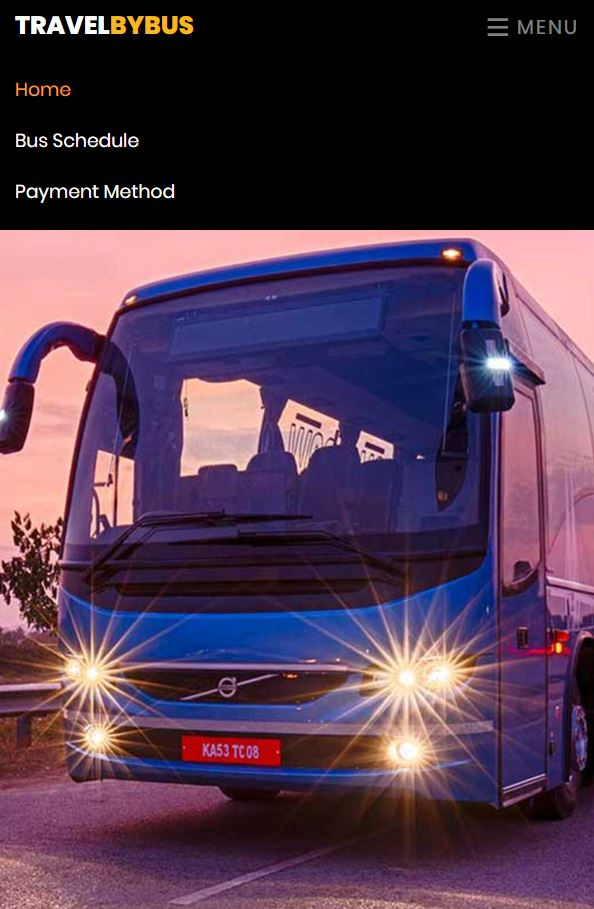 TRAVELBYBUS
MENU
Home
Bus Schedule
Payment Method
KA53 TC 08